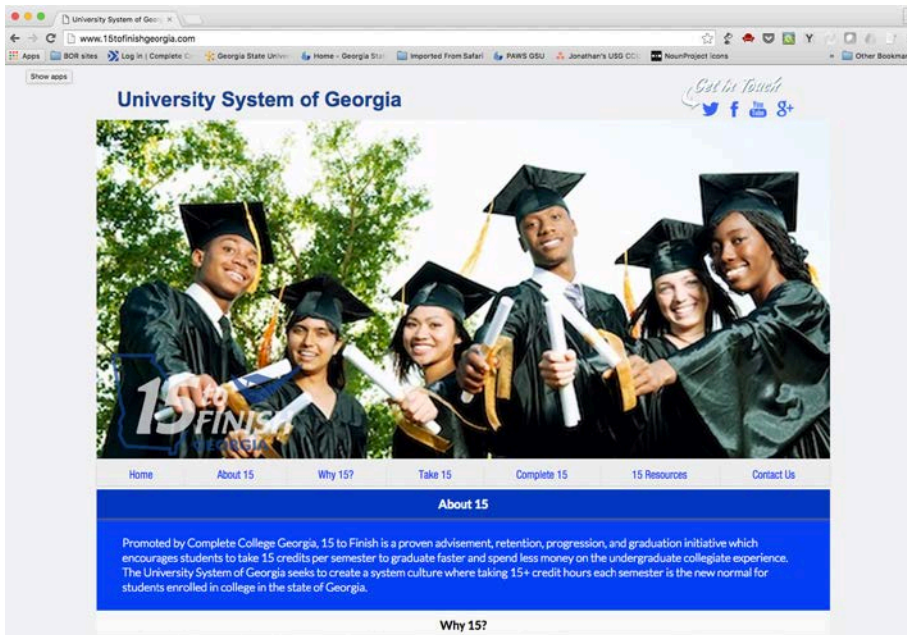 University System of Georg
www.15tofinishgeorgia.com
Apps BOR sites Log in | Complete C Georgia State Univer Home - Georgia Stat Imported From Safari PAWS GSU Jonathan's USG CC NounProject icons » Other Bookmar
Show apps
University System of Georgia
Get In Touch
You Tube
g+
15 to
FINISH
GEORGIA
Home About 15 Why 15? Take 15 Complete 15 15 Resources Contact Us
About 15
Promoted by Complete College Georgia, 15 to Finish is a proven advisement, retention, progression, and graduation initiative which
encourages students to take 15 credits per semester to graduate faster and spend less money on the undergraduate collegiate experience.
The University System of Georgia seeks to create a system culture where taking 15+ credit hours each semester is the new normal for
students enrolled in college in the state of Georgia.
Why 15?